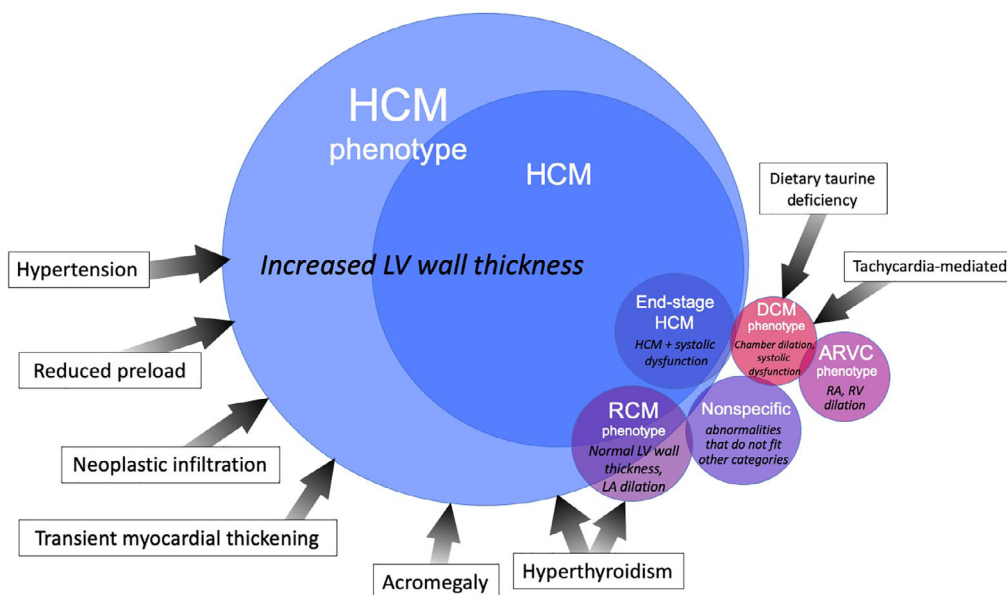 HCM
phenotype
HCM
Increased LV wall thickness
Dietary taurine
deficiency
Hypertension
Tachycardia-mediated
End-stage
HCM
HCM + systolic
dysfunction
DCM
phenotype
Chamber dilation,
systolic
dysfunction
ARVC
phenotype
RA, RV
dilation
Reduced preload
RCM
phenotype
Normal LV wall
thickness,
LA dilation
Nonspecific
abnormalities
that do not fit
other categories
Neoplastic infiltration
Transient myocardial thickening
Acromegaly
Hyperthyroidism